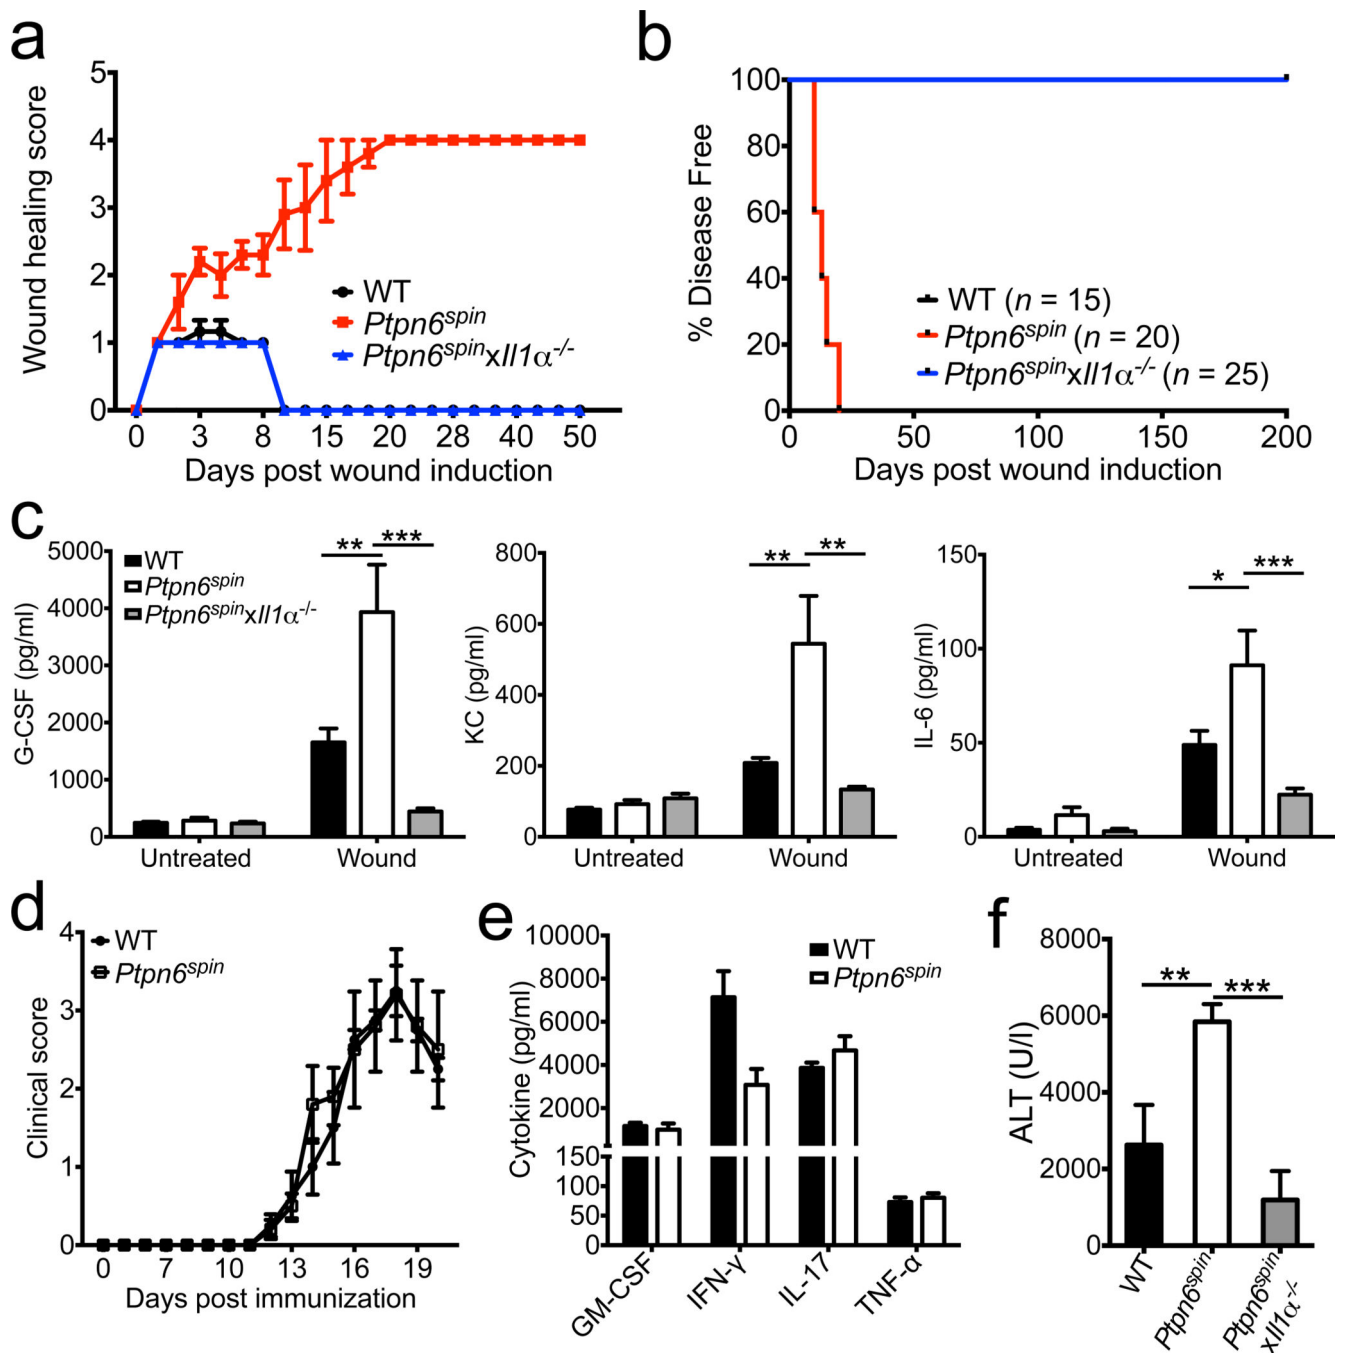 a
Wound healing score
5
4
3
2
1
0
WT
Ptpn6spin
Ptpn6spinxIl1α-/-
0 3 8 15 20 28 40 50
Days post wound induction
b
% Disease Free
100
80
60
40
20
0
WT (n = 15)
Ptpn6spin (n = 20)
Ptpn6spinxIl1α-/- (n = 25)
0 50 100 150 200
Days post wound induction
c
G-CSF (pg/ml)
5000
4000
3000
2000
1000
0
WT
Ptpn6spin
Ptpn6spinxIl1α-/-
** ***
Untreated Wound
KC (pg/ml)
800
600
400
200
0
** **
Untreated Wound
IL-6 (pg/ml)
150
100
50
0
* ***
Untreated Wound
d
Clinical score
4
3
2
1
0
WT
Ptpn6spin
0 7 10 13 16 19
Days post immunization
e
Cytokine (pg/ml)
10000
8000
6000
4000
2000
150
100
50
0
WT
Ptpn6spin
GM-CSF IFN-γ IL-17 TNF-α
f
ALT (U/l)
8000
6000
4000
2000
0
** ***
WT
Ptpn6spin
Ptpn6spin
xIl1α-/-